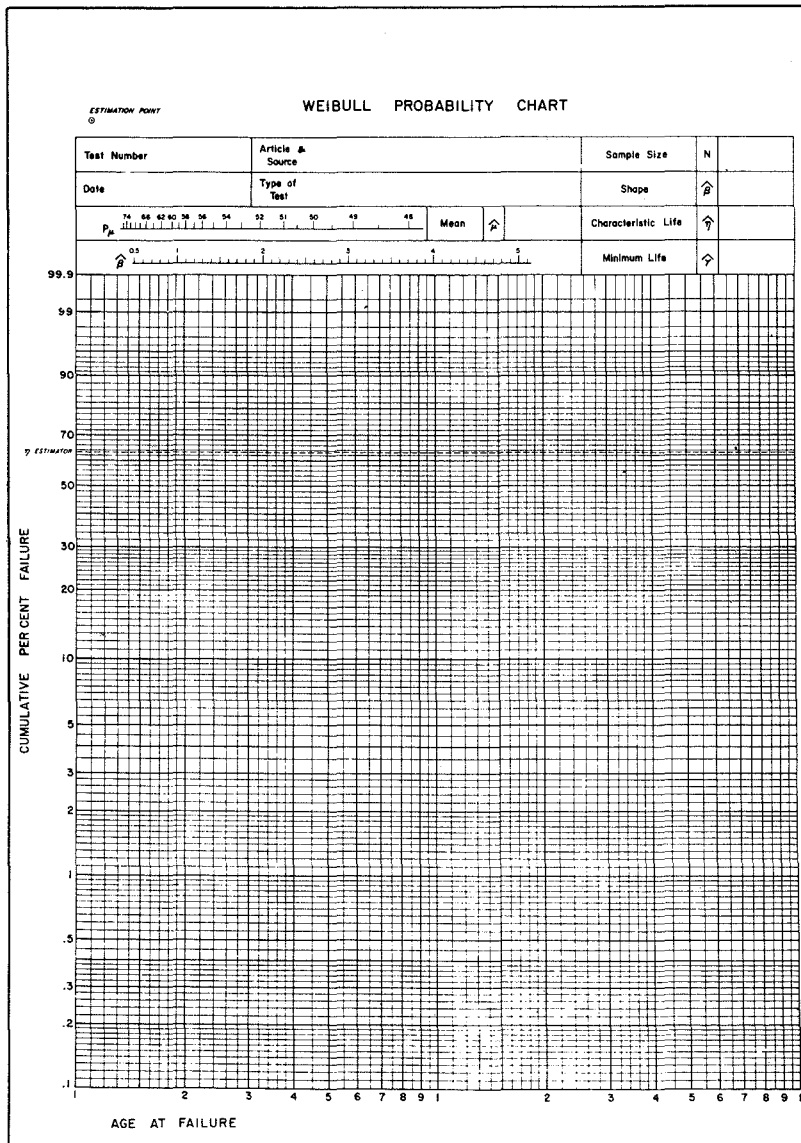 WEIBULL PROBABILITY CHART
ESTIMATION POINT
Test Number
Article &
Source
Sample Size N
Date
Type of
Test
Shape β̂
Pμ 74 66 62 60 58 56 54 52 51 50 49 48
Mean μ̂
Characteristic Life η̂
β̂ 0.5 1 2 3 4 5
Minimum Life γ̂
99.9
99
90
70
η ESTIMATOR
50
30
20
10
5
3
2
1
.5
.3
.2
.1
CUMULATIVE PER CENT FAILURE
1 2 3 4 5 6 7 8 9 1 2 3 4 5 6 7 8 9 1
AGE AT FAILURE